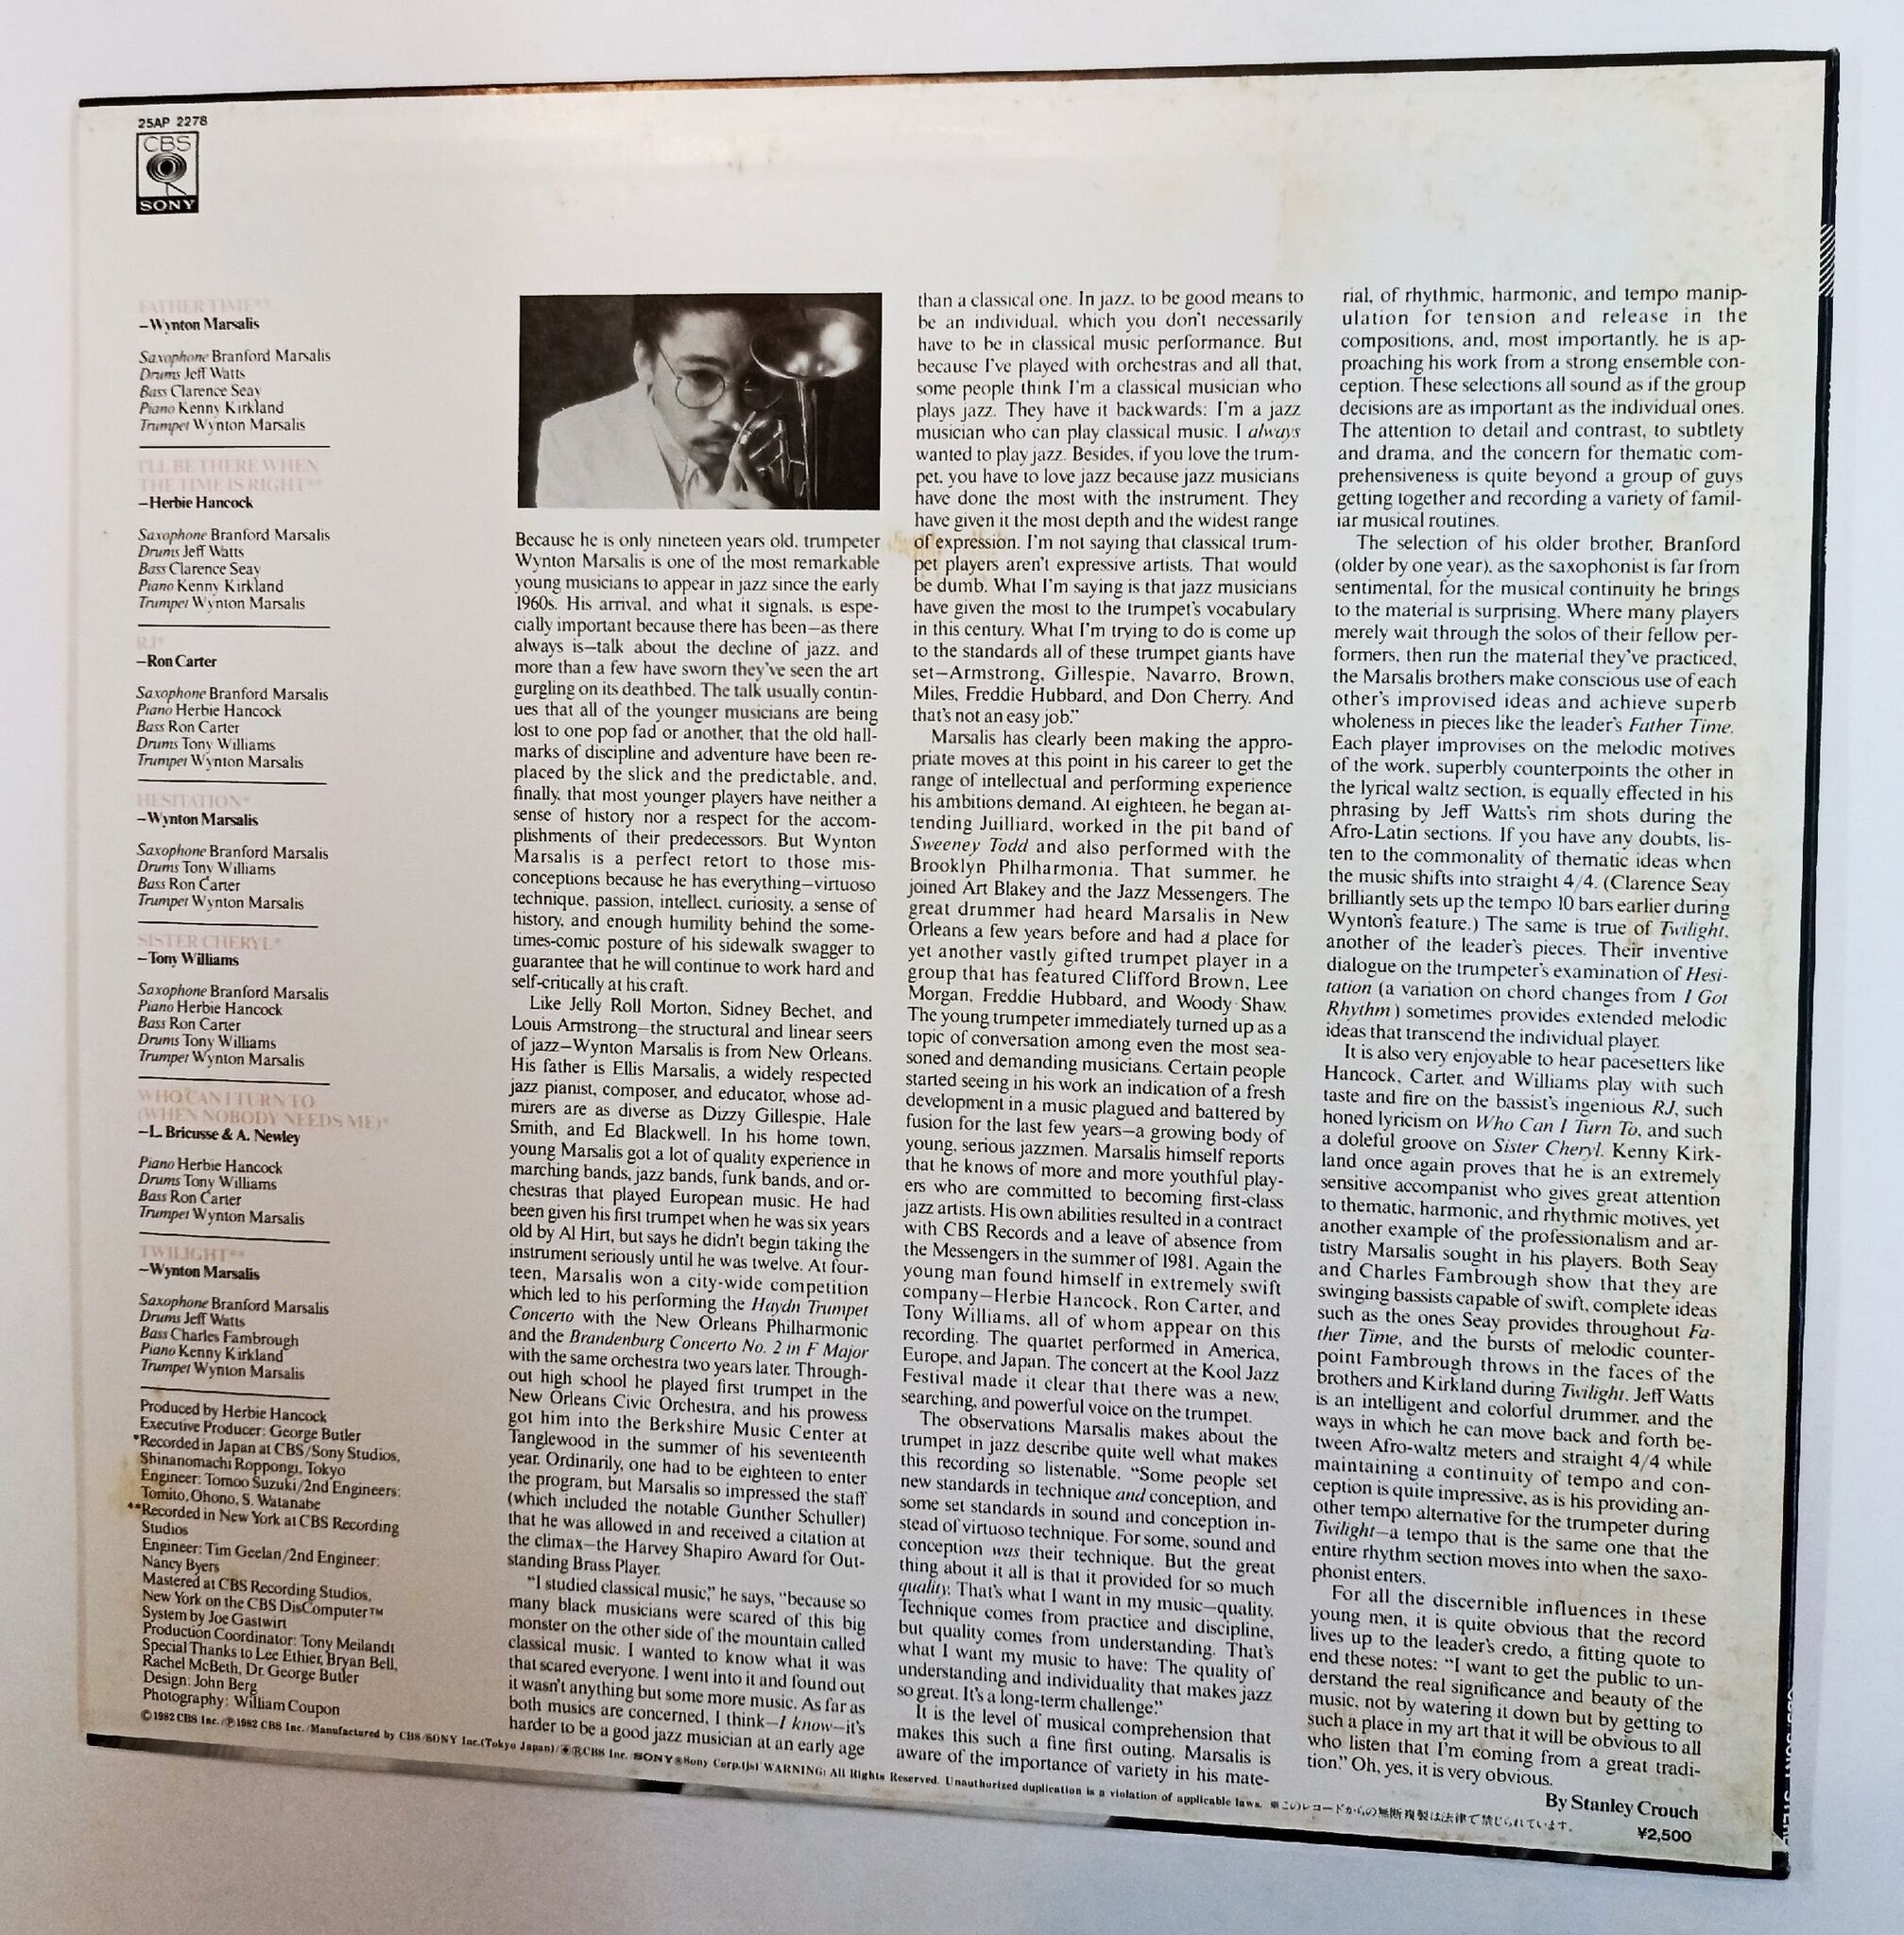 25AP 2278
CBS
SONY
FATHER TIME**
—Wynton Marsalis
Saxophone Branford Marsalis
Drums Jeff Watts
Bass Clarence Seay
Piano Kenny Kirkland
Trumpet Wynton Marsalis
I'LL BE THERE WHEN
THE TIME IS RIGHT**
—Herbie Hancock
Saxophone Branford Marsalis
Drums Jeff Watts
Bass Clarence Seay
Piano Kenny Kirkland
Trumpet Wynton Marsalis
RJ*
—Ron Carter
Saxophone Branford Marsalis
Piano Herbie Hancock
Bass Ron Carter
Drums Tony Williams
Trumpet Wynton Marsalis
HESITATION*
—Wynton Marsalis
Saxophone Branford Marsalis
Drums Tony Williams
Bass Ron Carter
Trumpet Wynton Marsalis
SISTER CHERYL*
—Tony Williams
Saxophone Branford Marsalis
Piano Herbie Hancock
Bass Ron Carter
Drums Tony Williams
Trumpet Wynton Marsalis
WHO CAN I TURN TO
(WHEN NOBODY NEEDS ME)*
—L. Bricusse & A. Newley
Piano Herbie Hancock
Drums Tony Williams
Bass Ron Carter
Trumpet Wynton Marsalis
TWILIGHT**
—Wynton Marsalis
Saxophone Branford Marsalis
Drums Jeff Watts
Bass Charles Fambrough
Piano Kenny Kirkland
Trumpet Wynton Marsalis
Produced by Herbie Hancock
Executive Producer: George Butler
*Recorded in Japan at CBS/Sony Studios,
Shinanomachi Roppongi, Tokyo
Engineer: Tomoo Suzuki/2nd Engineers:
Tomito, Ohono, S. Watanabe
**Recorded in New York at CBS Recording
Studios
Engineer: Tim Geelan/2nd Engineer:
Nancy Byers
Mastered at CBS Recording Studios,
New York on the CBS DisComputer™
System by Joe Gastwirt
Production Coordinator: Tony Meilandt
Special Thanks to Lee Ethier, Bryan Bell,
Rachel McBeth, Dr. George Butler
Design: John Berg
Photography: William Coupon
Because he is only nineteen years old, trumpeter
Wynton Marsalis is one of the most remarkable
young musicians to appear in jazz since the early
1960s. His arrival, and what it signals, is espe-
cially important because there has been—as there
always is—talk about the decline of jazz, and
more than a few have sworn they've seen the art
gurgling on its deathbed. The talk usually contin-
ues that all of the younger musicians are being
lost to one pop fad or another, that the old hall-
marks of discipline and adventure have been re-
placed by the slick and the predictable, and,
finally, that most younger players have neither a
sense of history nor a respect for the accom-
plishments of their predecessors. But Wynton
Marsalis is a perfect retort to those mis-
conceptions because he has everything—virtuoso
technique, passion, intellect, curiosity, a sense of
history, and enough humility behind the some-
times-comic posture of his sidewalk swagger to
guarantee that he will continue to work hard and
self-critically at his craft.
Like Jelly Roll Morton, Sidney Bechet, and
Louis Armstrong—the structural and linear seers
of jazz—Wynton Marsalis is from New Orleans.
His father is Ellis Marsalis, a widely respected
jazz pianist, composer, and educator, whose ad-
mirers are as diverse as Dizzy Gillespie, Hale
Smith, and Ed Blackwell. In his home town,
young Marsalis got a lot of quality experience in
marching bands, jazz bands, funk bands, and or-
chestras that played European music. He had
been given his first trumpet when he was six years
old by Al Hirt, but says he didn't begin taking the
instrument seriously until he was twelve. At four-
teen, Marsalis won a city-wide competition
which led to his performing the Haydn Trumpet
Concerto with the New Orleans Philharmonic
and the Brandenburg Concerto No. 2 in F Major
with the same orchestra two years later. Through-
out high school he played first trumpet in the
New Orleans Civic Orchestra, and his prowess
got him into the Berkshire Music Center at
Tanglewood in the summer of his seventeenth
year. Ordinarily, one had to be eighteen to enter
the program, but Marsalis so impressed the staff
(which included the notable Gunther Schuller)
that he was allowed in and received a citation at
the climax—the Harvey Shapiro Award for Out-
standing Brass Player.
"I studied classical music," he says, "because so
many black musicians were scared of this big
monster on the other side of the mountain called
classical music. I wanted to know what it was
that scared everyone. I went into it and found out
it wasn't anything but some more music. As far as
both musics are concerned, I think—I know—it's
harder to be a good jazz musician at an early age
than a classical one. In jazz, to be good means to
be an individual, which you don't necessarily
have to be in classical music performance. But
because I've played with orchestras and all that,
some people think I'm a classical musician who
plays jazz. They have it backwards: I'm a jazz
musician who can play classical music. I always
wanted to play jazz. Besides, if you love the trum-
pet, you have to love jazz because jazz musicians
have done the most with the instrument. They
have given it the most depth and the widest range
of expression. I'm not saying that classical trum-
pet players aren't expressive artists. That would
be dumb. What I'm saying is that jazz musicians
have given the most to the trumpet's vocabulary
in this century. What I'm trying to do is come up
to the standards all of these trumpet giants have
set—Armstrong, Gillespie, Navarro, Brown,
Miles, Freddie Hubbard, and Don Cherry. And
that's not an easy job."
Marsalis has clearly been making the appro-
priate moves at this point in his career to get the
range of intellectual and performing experience
his ambitions demand. At eighteen, he began at-
tending Juilliard, worked in the pit band of
Sweeney Todd and also performed with the
Brooklyn Philharmonia. That summer, he
joined Art Blakey and the Jazz Messengers. The
great drummer had heard Marsalis in New
Orleans a few years before and had a place for
yet another vastly gifted trumpet player in a
group that has featured Clifford Brown, Lee
Morgan, Freddie Hubbard, and Woody Shaw.
The young trumpeter immediately turned up as a
topic of conversation among even the most sea-
soned and demanding musicians. Certain people
started seeing in his work an indication of a fresh
development in a music plagued and battered by
fusion for the last few years—a growing body of
young, serious jazzmen. Marsalis himself reports
that he knows of more and more youthful play-
ers who are committed to becoming first-class
jazz artists. His own abilities resulted in a contract
with CBS Records and a leave of absence from
the Messengers in the summer of 1981. Again the
young man found himself in extremely swift
company—Herbie Hancock, Ron Carter, and
Tony Williams, all of whom appear on this
recording. The quartet performed in America,
Europe, and Japan. The concert at the Kool Jazz
Festival made it clear that there was a new,
searching, and powerful voice on the trumpet.
The observations Marsalis makes about the
trumpet in jazz describe quite well what makes
this recording so listenable. "Some people set
new standards in technique and conception, and
some set standards in sound and conception in-
stead of virtuoso technique. For some, sound and
conception was their technique. But the great
thing about it all is that it provided for so much
quality. That's what I want in my music—quality.
Technique comes from practice and discipline,
but quality comes from understanding. That's
what I want my music to have: The quality of
understanding and individuality that makes jazz
so great. It's a long-term challenge."
It is the level of musical comprehension that
makes this such a fine first outing. Marsalis is
aware of the importance of variety in his mate-
rial, of rhythmic, harmonic, and tempo manip-
ulation for tension and release in the
compositions, and, most importantly, he is ap-
proaching his work from a strong ensemble con-
ception. These selections all sound as if the group
decisions are as important as the individual ones.
The attention to detail and contrast, to subtlety
and drama, and the concern for thematic com-
prehensiveness is quite beyond a group of guys
getting together and recording a variety of famil-
iar musical routines.
The selection of his older brother, Branford
(older by one year), as the saxophonist is far from
sentimental, for the musical continuity he brings
to the material is surprising. Where many players
merely wait through the solos of their fellow per-
formers, then run the material they've practiced,
the Marsalis brothers make conscious use of each
other's improvised ideas and achieve superb
wholeness in pieces like the leader's Father Time.
Each player improvises on the melodic motives
of the work, superbly counterpoints the other in
the lyrical waltz section, is equally effected in his
phrasing by Jeff Watts's rim shots during the
Afro-Latin sections. If you have any doubts, lis-
ten to the commonality of thematic ideas when
the music shifts into straight 4/4. (Clarence Seay
brilliantly sets up the tempo 10 bars earlier during
Wynton's feature.) The same is true of Twilight,
another of the leader's pieces. Their inventive
dialogue on the trumpeter's examination of Hesi-
tation (a variation on chord changes from I Got
Rhythm) sometimes provides extended melodic
ideas that transcend the individual player.
It is also very enjoyable to hear pacesetters like
Hancock, Carter, and Williams play with such
taste and fire on the bassist's ingenious RJ, such
honed lyricism on Who Can I Turn To, and such
a doleful groove on Sister Cheryl. Kenny Kirk-
land once again proves that he is an extremely
sensitive accompanist who gives great attention
to thematic, harmonic, and rhythmic motives, yet
another example of the professionalism and ar-
tistry Marsalis sought in his players. Both Seay
and Charles Fambrough show that they are
swinging bassists capable of swift, complete ideas
such as the ones Seay provides throughout Fa-
ther Time, and the bursts of melodic counter-
point Fambrough throws in the faces of the
brothers and Kirkland during Twilight. Jeff Watts
is an intelligent and colorful drummer, and the
ways in which he can move back and forth be-
tween Afro-waltz meters and straight 4/4 while
maintaining a continuity of tempo and con-
ception is quite impressive, as is his providing an-
other tempo alternative for the trumpeter during
Twilight—a tempo that is the same one that the
entire rhythm section moves into when the saxo-
phonist enters.
For all the discernible influences in these
young men, it is quite obvious that the record
lives up to the leader's credo, a fitting quote to
end these notes: "I want to get the public to un-
derstand the real significance and beauty of the
music, not by watering it down but by getting to
such a place in my art that it will be obvious to all
who listen that I'm coming from a great tradi-
tion." Oh, yes, it is very obvious.
By Stanley Crouch
¥2,500
©1982 CBS Inc./℗1982 CBS Inc./Manufactured by CBS/SONY Inc.(Tokyo Japan)/ CBS Inc./SONY®Sony Corp. WARNING: All Rights Reserved. Unauthorized duplication is a violation of applicable laws. ※このレコードからの無断複製は法律で禁じられています。